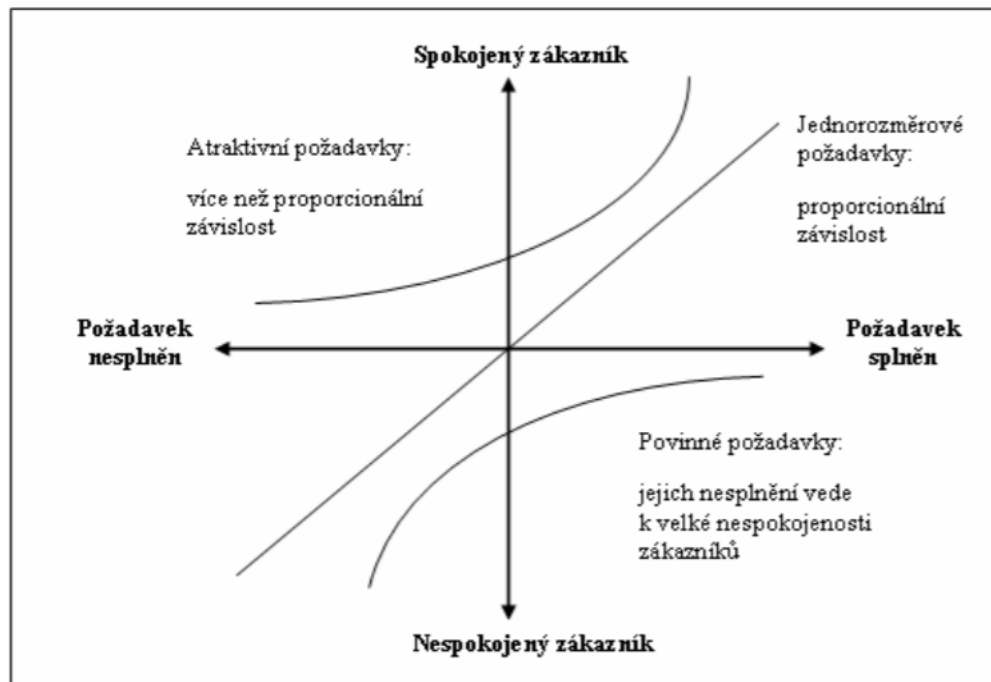 Spokojený zákazník
Atraktivní požadavky:
více než proporcionální
závislost
Jednorozměrové
požadavky:
proporcionální
závislost
Požadavek
nesplněn
Požadavek
splněn
Povinné požadavky:
jejich nesplnění vede
k velké nespokojenosti
zákazníků
Nespokojený zákazník